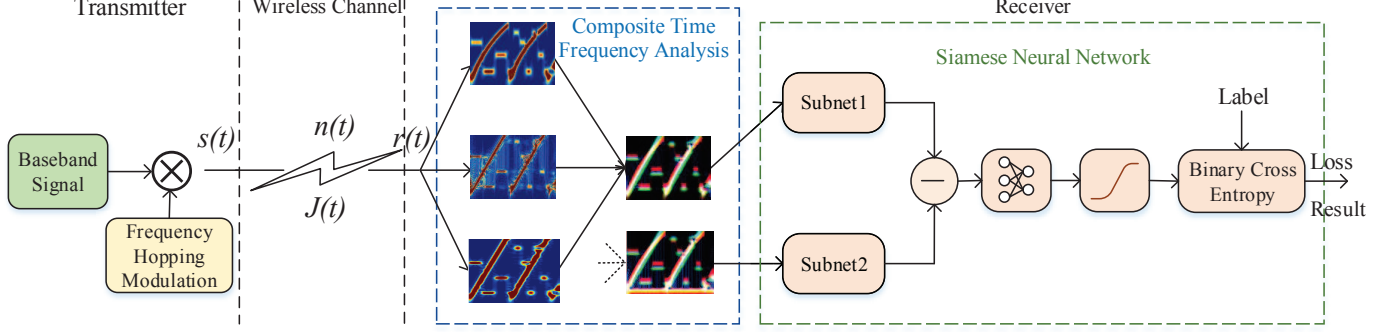 Transmitter
Wireless Channel
Receiver
Composite Time
Frequency Analysis
Siamese Neural Network
Baseband
Signal
Frequency
Hopping
Modulation
s(t)
n(t)
J(t)
r(t)
Subnet1
Subnet2
Label
Binary Cross
Entropy
Loss
Result